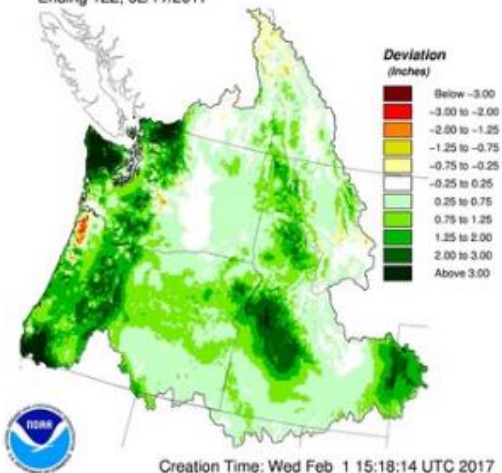 Deviation
(Inches)
Below -3.00
-3.00 to -2.00
-2.00 to -1.25
-1.25 to -0.75
-0.75 to -0.25
-0.25 to 0.25
0.25 to 0.75
0.75 to 1.25
1.25 to 2.00
2.00 to 3.00
Above 3.00
NOAA
Creation Time: Wed Feb 1 15:18:14 UTC 2017